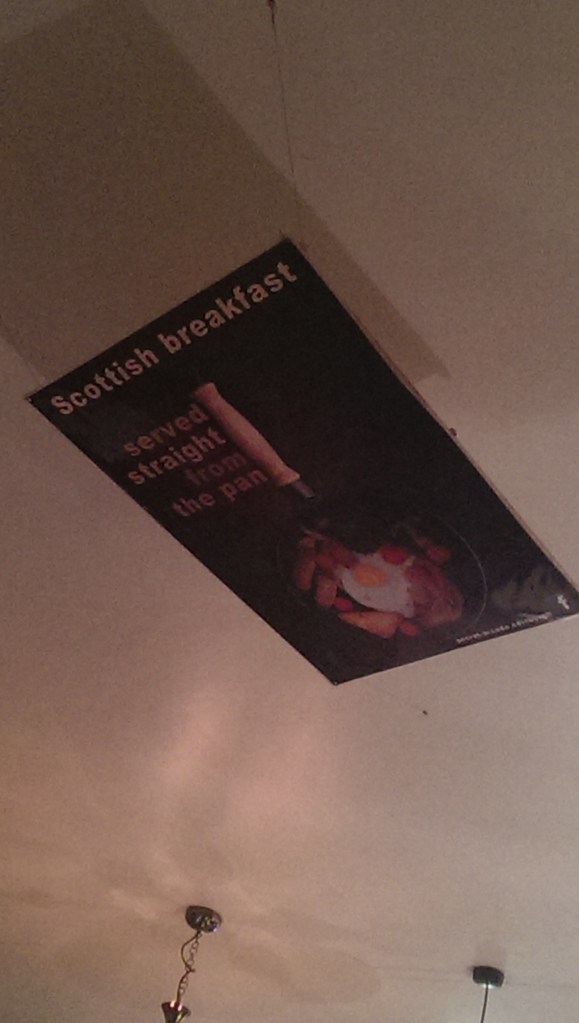 Scottish breakfast
served
straight
from
the pan
f